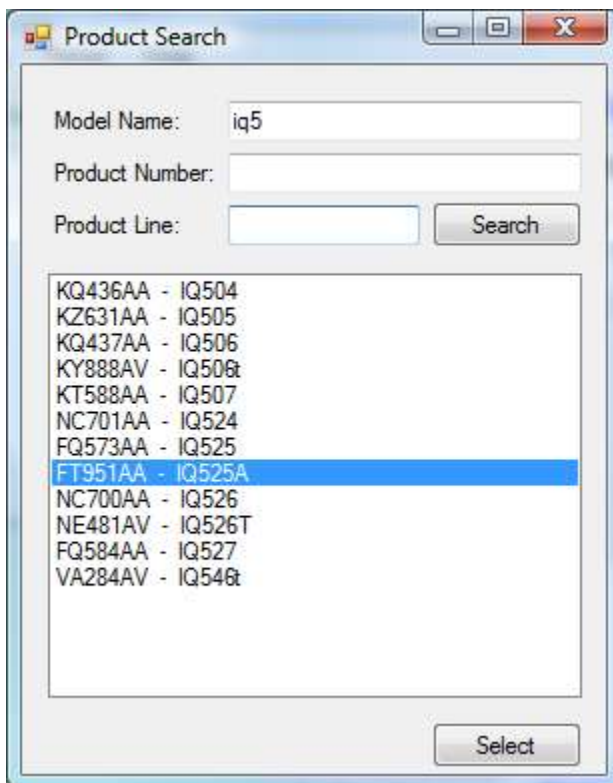 Product Search
Model Name: iq5
Product Number:
Product Line: Search
KQ436AA - IQ504
KZ631AA - IQ505
KQ437AA - IQ506
KY888AV - IQ506t
KT588AA - IQ507
NC701AA - IQ524
FQ573AA - IQ525
FT951AA - IQ525A
NC700AA - IQ526
NE481AV - IQ526T
FQ584AA - IQ527
VA284AV - IQ546t
Select